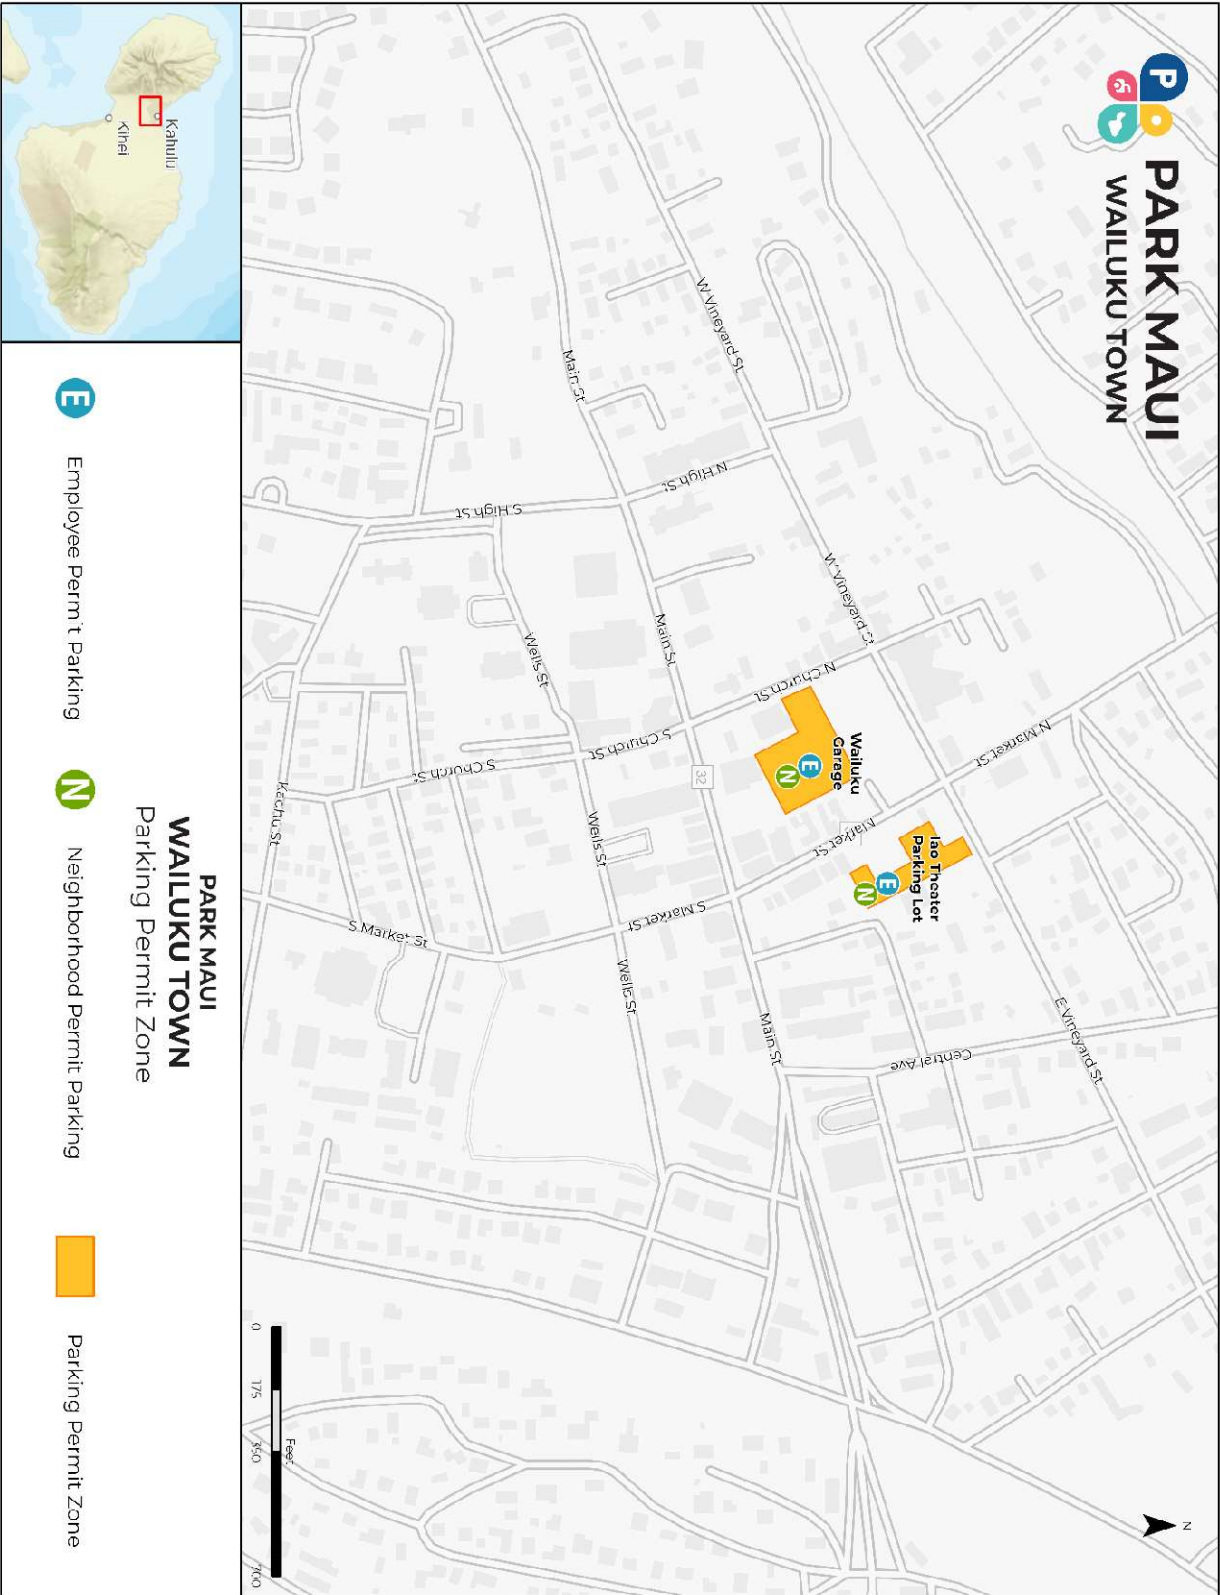 P
PARK MAUI
WAILUKU TOWN
N
W Vineyard St
Main St
N High St
S High St
W Vineyard St
Main St
Wells St
N Church St
S Church St
S Church St
Wailuku
Garage
E
N
32
N Market St
Market St
Iao Theater
Parking Lot
E
N
Wells St
S Market St
S Market St
Wells St
Main St
Central Ave
E Vineyard St
Feet
0
175
350
700
Kahului
Kihei
PARK MAUI
WAILUKU TOWN
Parking Permit Zone
E
Employee Permit Parking
N
Neighborhood Permit Parking
Parking Permit Zone